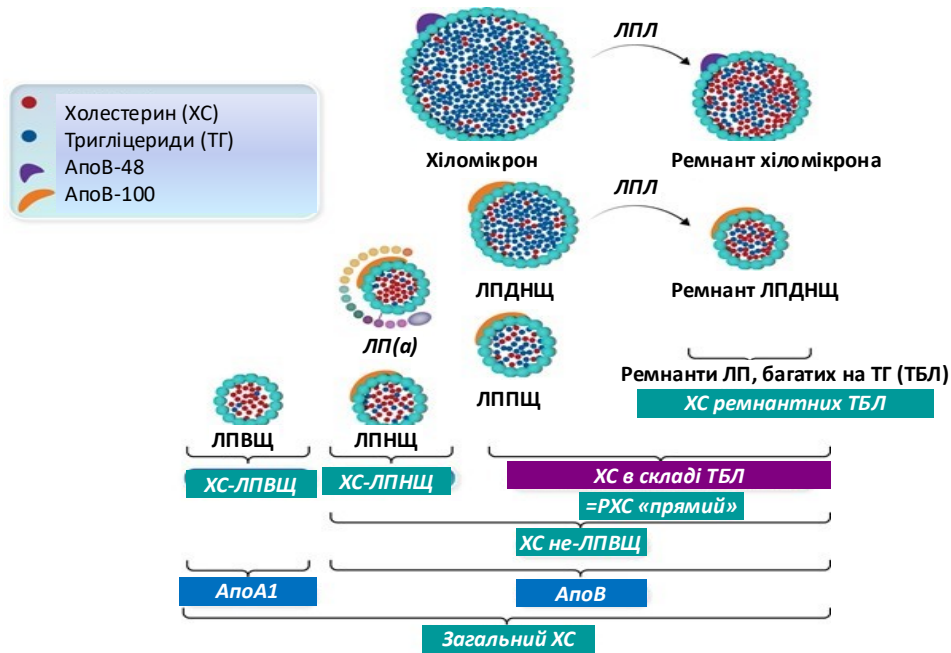 ЛПЛ
Холестерин (ХС)
Тригліцериди (ТГ)
АпоВ-48
АпоВ-100
Хіломікрон
Ремнант хіломікрона
ЛПЛ
ЛПДНЩ
Ремнант ЛПДНЩ
ЛП(а)
ЛППЩ
Ремнанти ЛП, багатих на ТГ (ТБЛ)
ХС ремнантних ТБЛ
ЛПВЩ
ЛПНЩ
ХС-ЛПВЩ
ХС-ЛПНЩ
ХС в складі ТБЛ
=РХС «прямий»
ХС не-ЛПВЩ
АпоА1
АпоВ
Загальний ХС